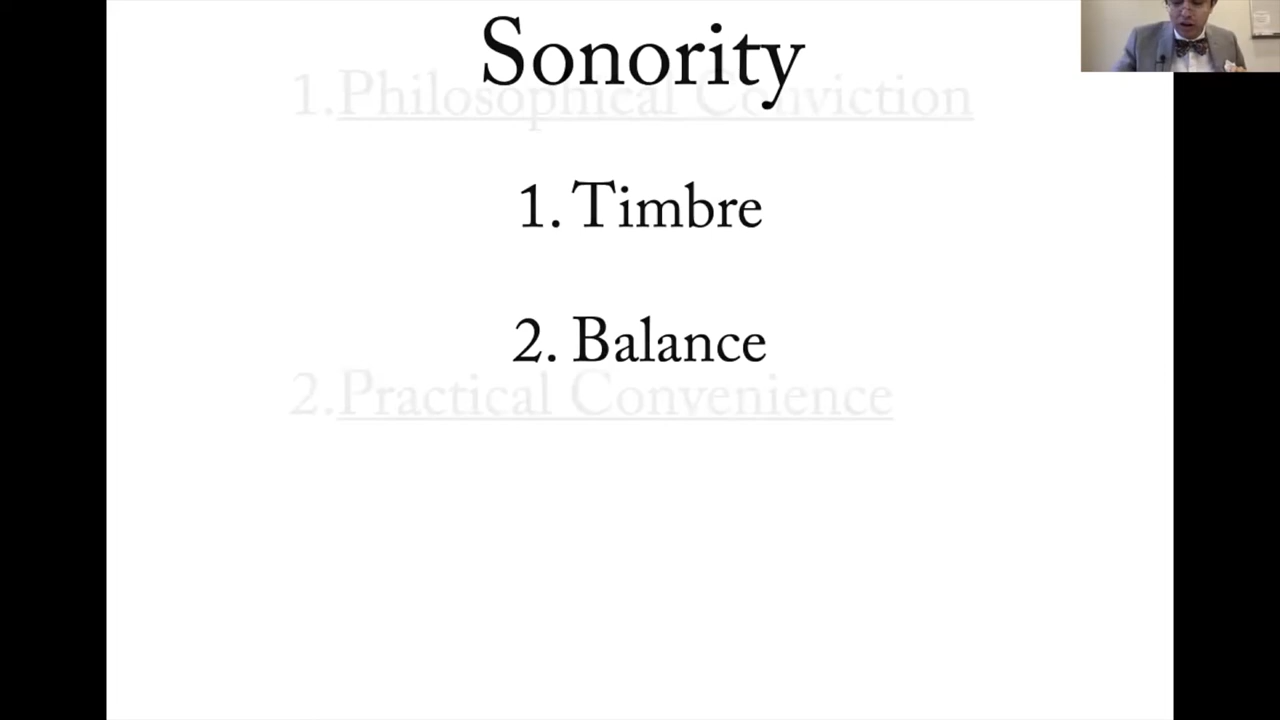 Sonority
1. Philosophical Conviction
1. Timbre
2. Balance
2. Practical Convenience